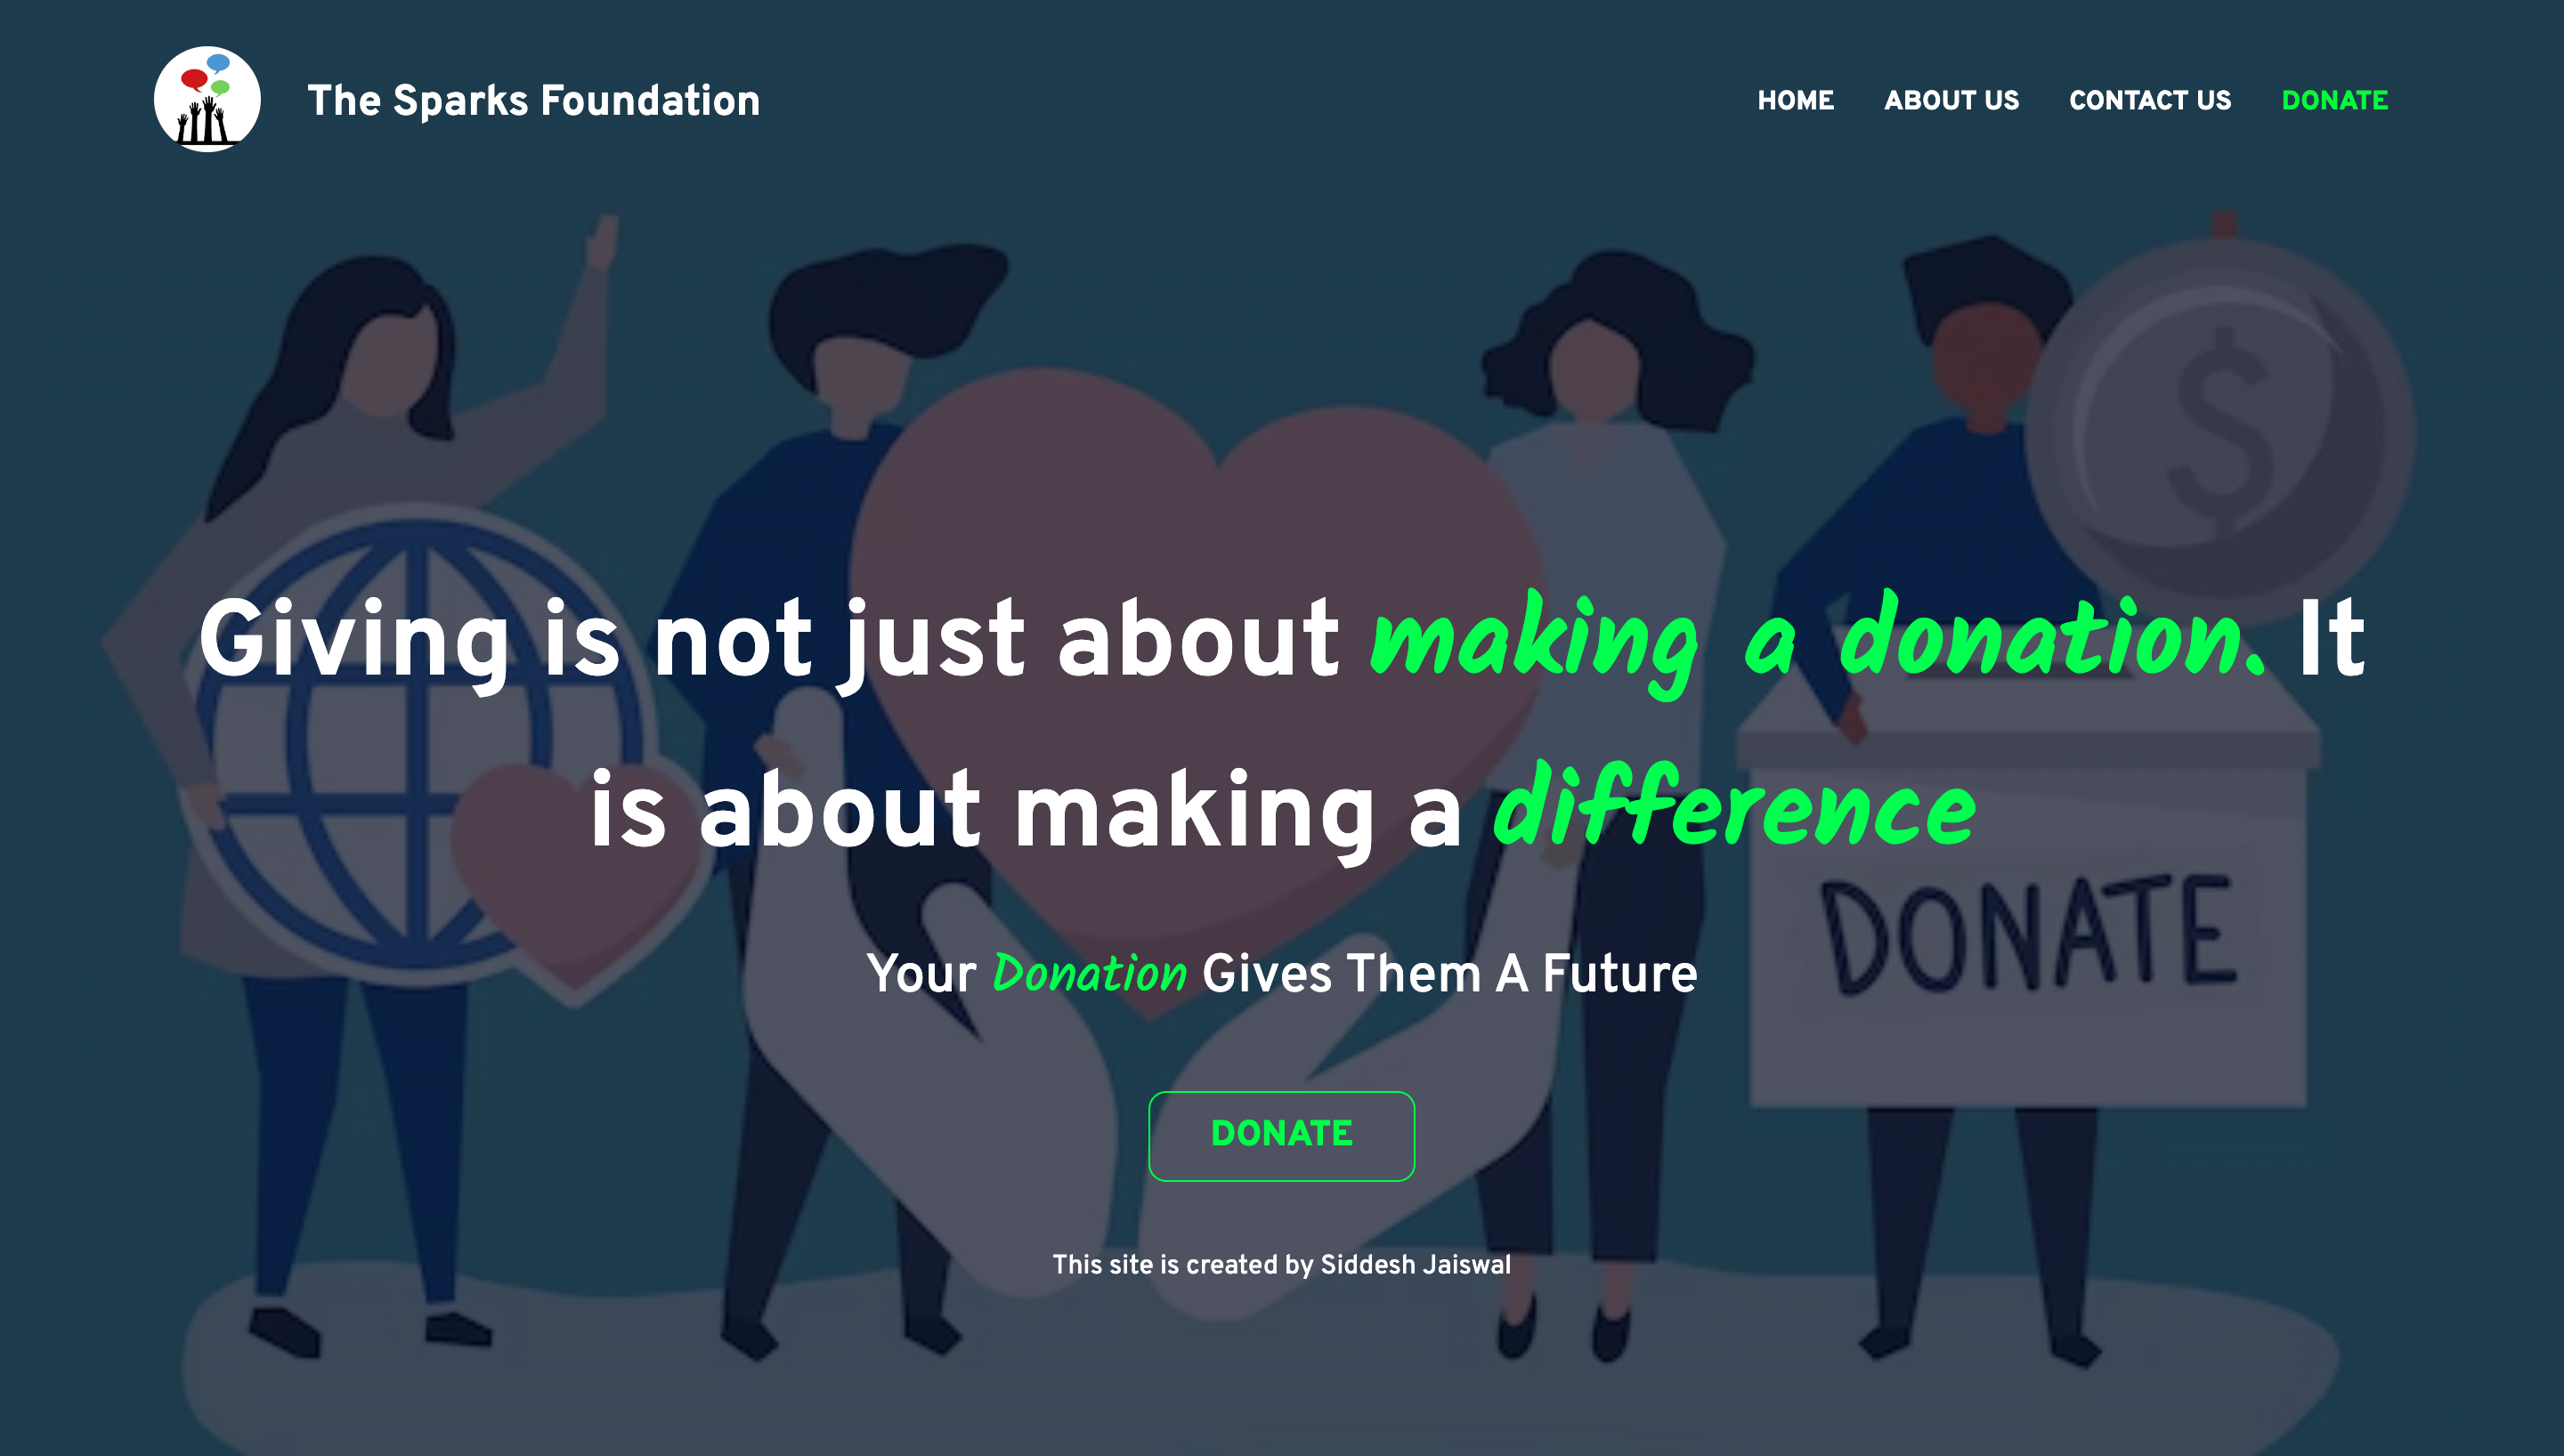 The Sparks Foundation
HOME ABOUT US CONTACT US DONATE
$
Giving is not just about making a donation. It
is about making a difference
DONATE
Your Donation Gives Them A Future
DONATE
This site is created by Siddesh Jaiswal